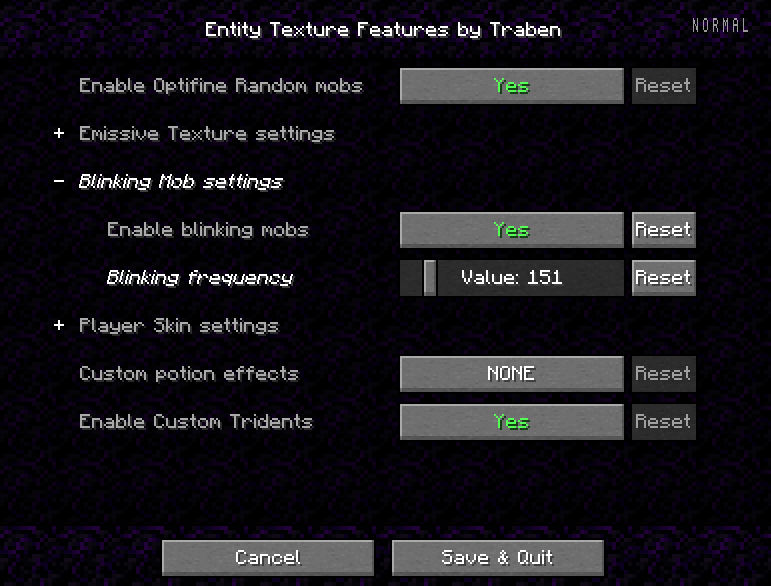 Entity Texture Features by Traben
NORMAL
Enable Optifine Random mobs Yes Reset
+ Emissive Texture settings
- Blinking Mob settings
Enable blinking mobs Yes Reset
Blinking frequency Value: 151 Reset
+ Player Skin settings
Custom potion effects NONE Reset
Enable Custom Tridents Yes Reset
Cancel Save & Quit